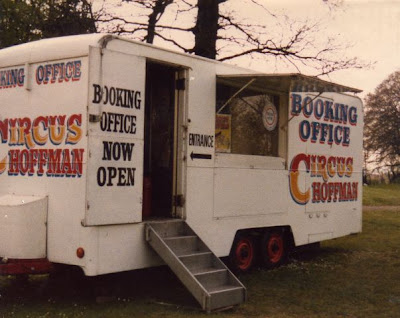 BOOKING OFFICE
CIRCUS
HOFFMAN
BOOKING
OFFICE
NOW
OPEN
ENTRANCE
BOOKING
OFFICE
CIRCUS
HOFFMAN